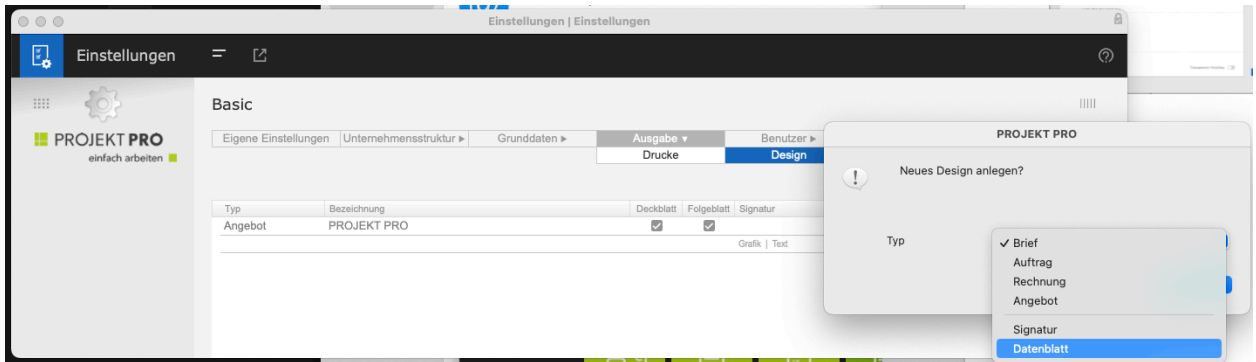 Einstellungen | Einstellungen
Einstellungen
Basic
PROJEKT PRO
einfach arbeiten
Eigene Einstellungen Unternehmensstruktur ▸ Grunddaten ▸ Ausgabe ▾ Benutzer ▸
Drucke Design
Typ Bezeichnung Deckblatt Folgeblatt Signatur
Angebot PROJEKT PRO
Grafik | Text
PROJEKT PRO
Neues Design anlegen?
Typ
✓ Brief
Auftrag
Rechnung
Angebot
Signatur
Datenblatt